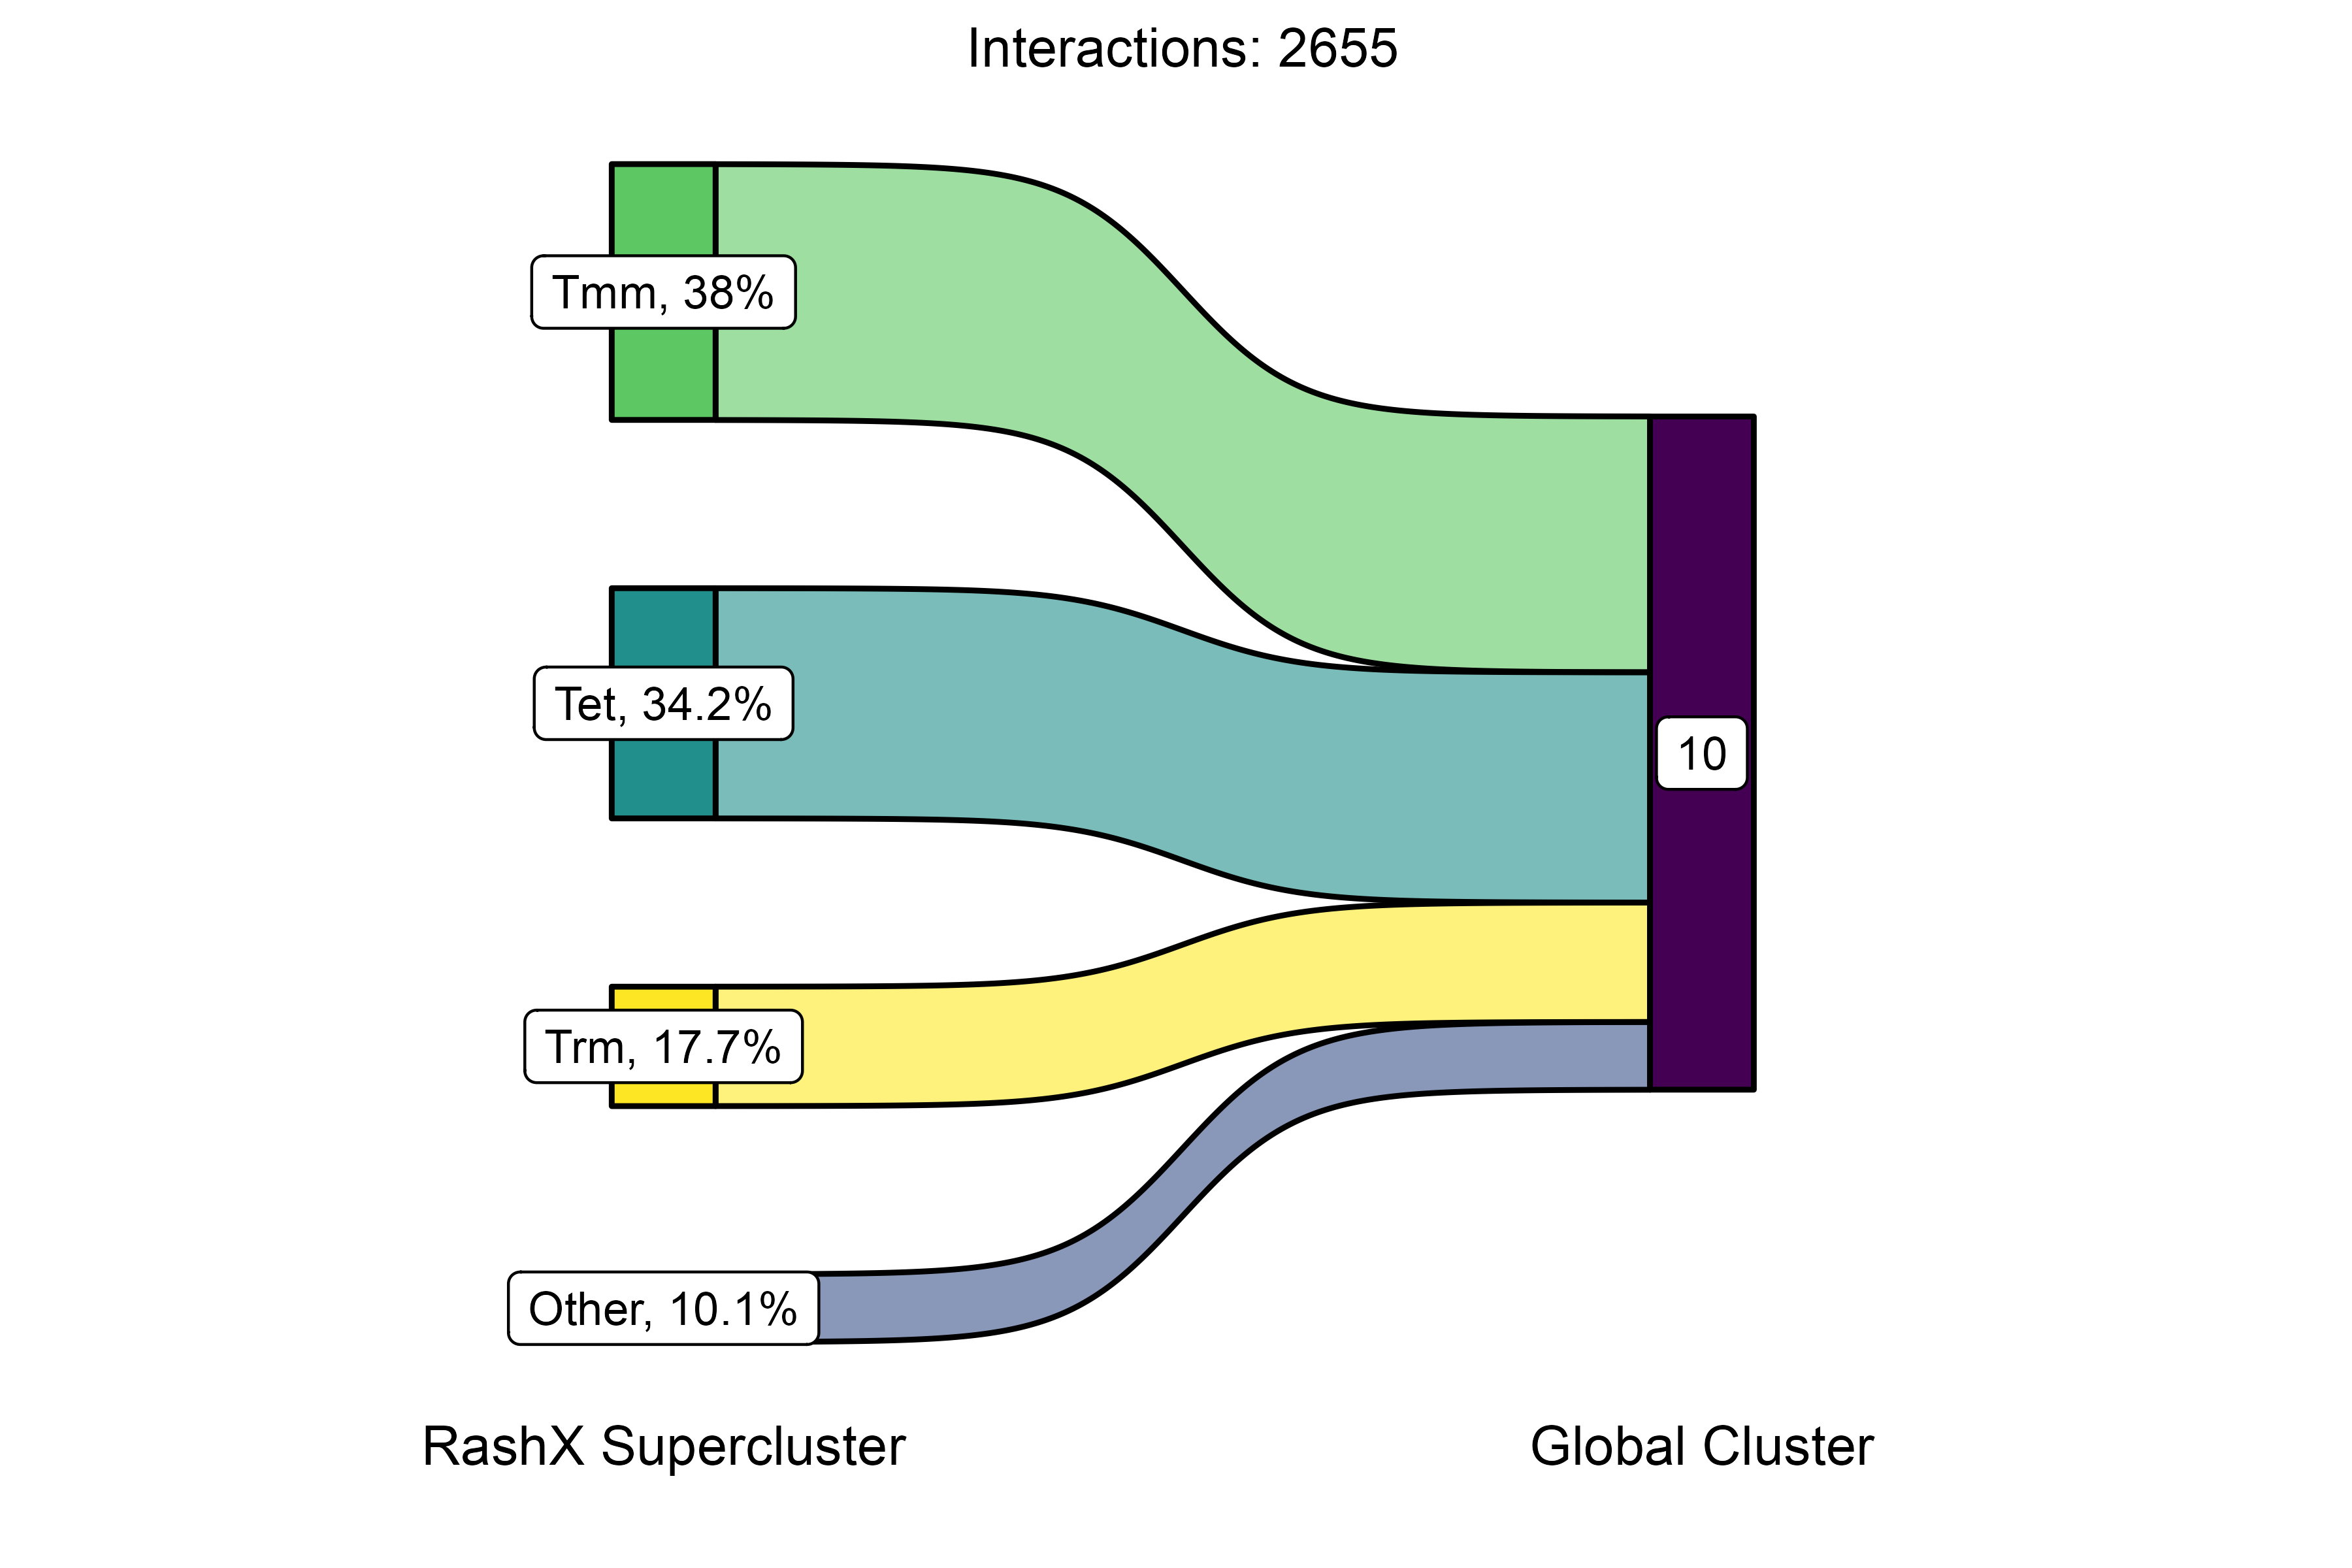 Interactions: 2655
Tmm, 38%
Tet, 34.2%
10
Trm, 17.7%
Other, 10.1%
RashX Supercluster
Global Cluster